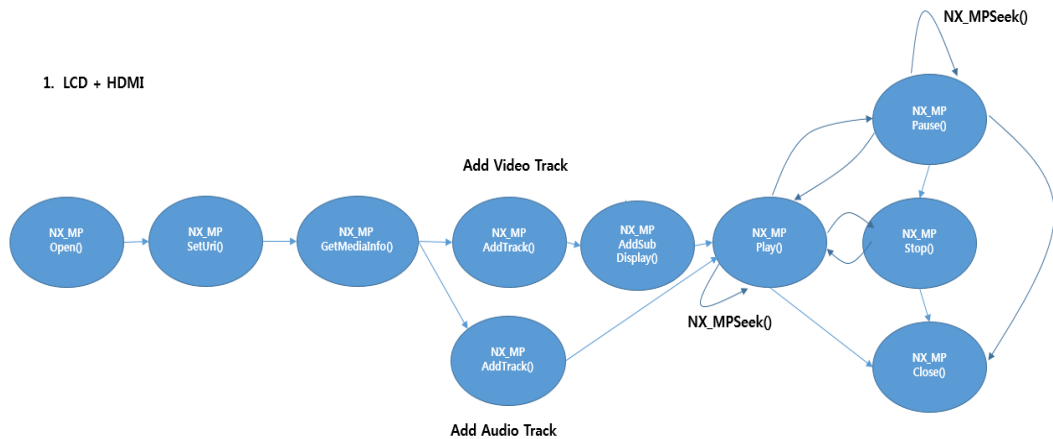 1. LCD + HDMI
NX_MPSeek()
NX_MP
Pause()
Add Video Track
NX_MP
Open()
NX_MP
SetUri()
NX_MP
GetMediaInfo()
NX_MP
AddTrack()
NX_MP
AddSub
Display()
NX_MP
Play()
NX_MP
Stop()
NX_MPSeek()
NX_MP
AddTrack()
NX_MP
Close()
Add Audio Track